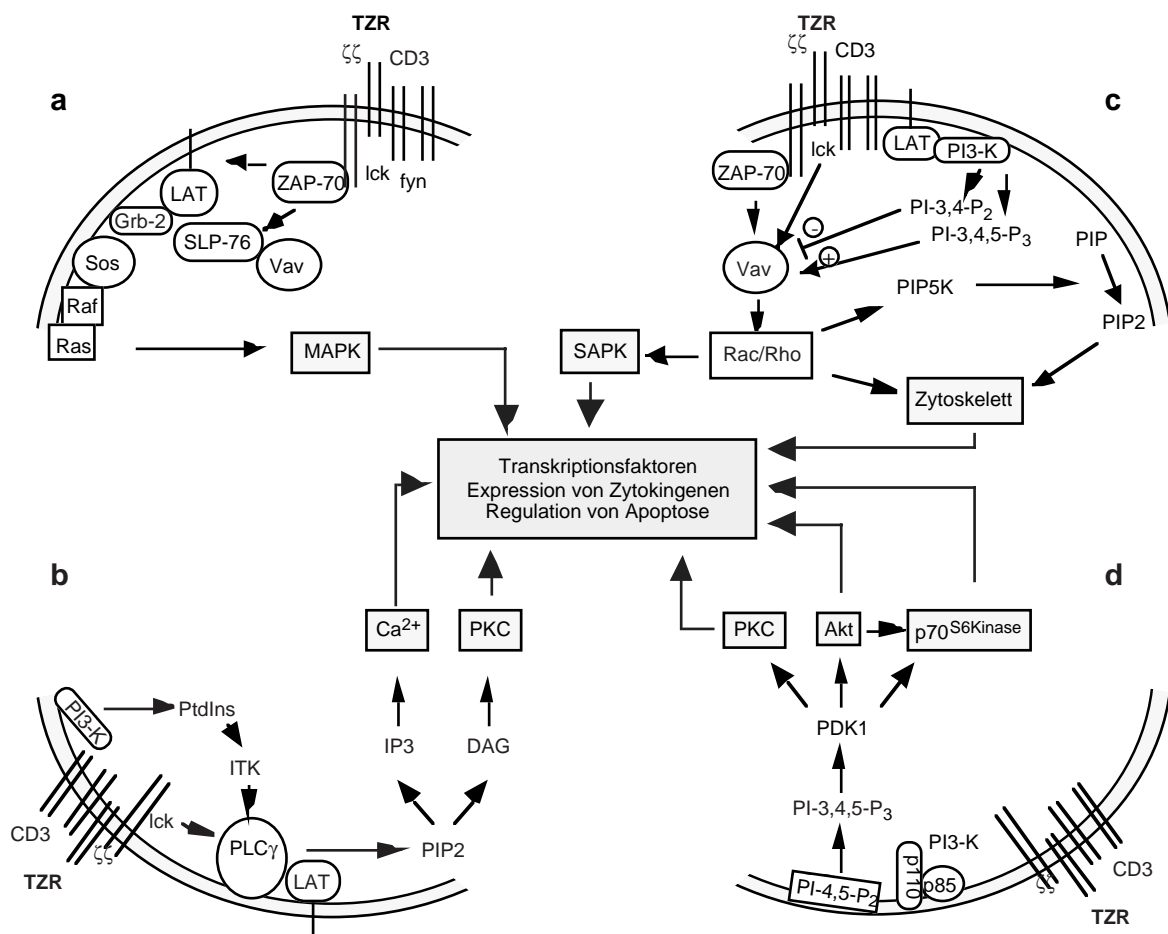 a
TZR
ζζ
CD3
ZAP-70
lck
fyn
LAT
Grb-2
SLP-76
Sos
Vav
Raf
Ras
MAPK
TZR
ζζ
CD3
c
lck
ZAP-70
LAT
PI3-K
PI-3,4-P2
PI-3,4,5-P3
-
+
Vav
PIP
PIP5K
PIP2
SAPK
Rac/Rho
Zytoskelett
Transkriptionsfaktoren
Expression von Zytokingenen
Regulation von Apoptose
b
Ca2+
PKC
PI3-K
PtdIns
IP3
DAG
ITK
lck
CD3
ζζ
TZR
PLCγ
PIP2
LAT
d
PKC
Akt
p70S6Kinase
PDK1
PI-3,4,5-P3
PI3-K
PI-4,5-P2
p110
p85
ζζ
CD3
TZR